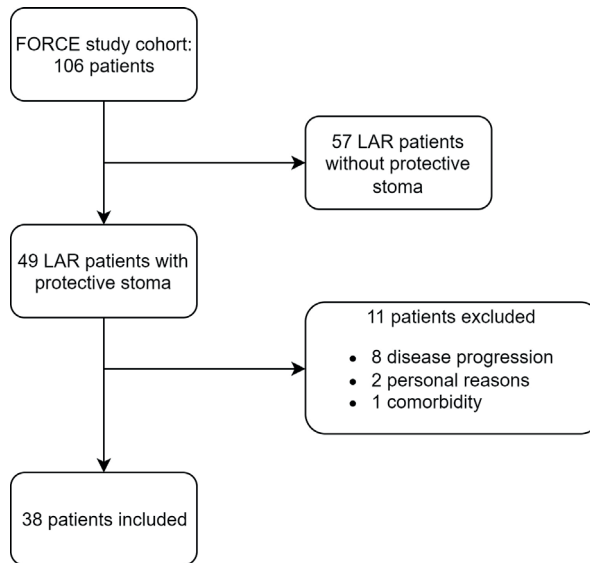 FORCE study cohort:
106 patients
57 LAR patients
without protective
stoma
49 LAR patients with
protective stoma
11 patients excluded
• 8 disease progression
• 2 personal reasons
• 1 comorbidity
38 patients included